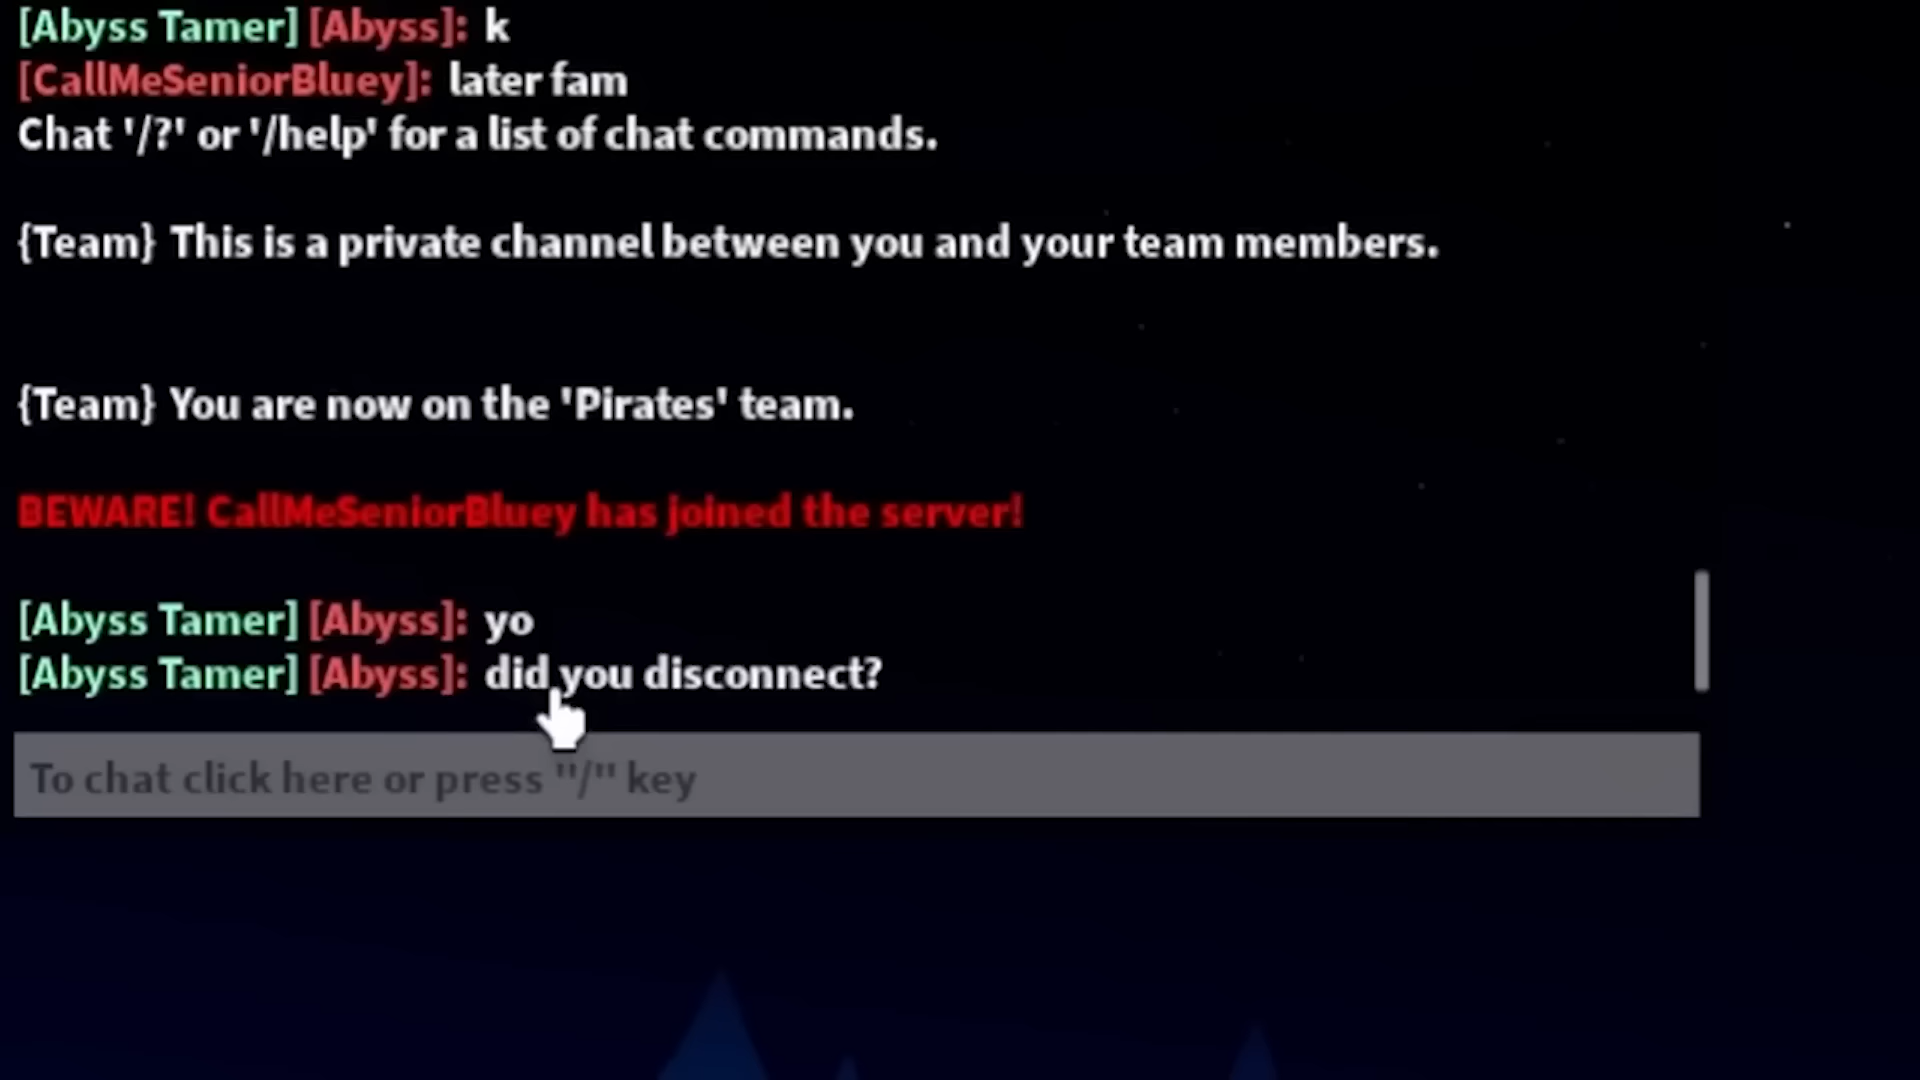 [Abyss Tamer] [Abyss]: k
[CallMeSeniorBluey]: later fam
Chat '/?' or '/help' for a list of chat commands.
{Team} This is a private channel between you and your team members.
{Team} You are now on the 'Pirates' team.
BEWARE! CallMeSeniorBluey has joined the server!
[Abyss Tamer] [Abyss]: yo
[Abyss Tamer] [Abyss]: did you disconnect?
To chat click here or press "/" key